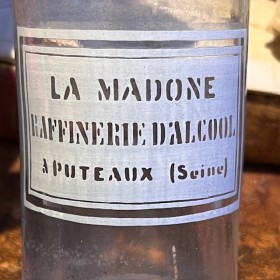 LA MADONE
RAFFINERIE D'ALCOOL
A PUTEAUX (Seine)